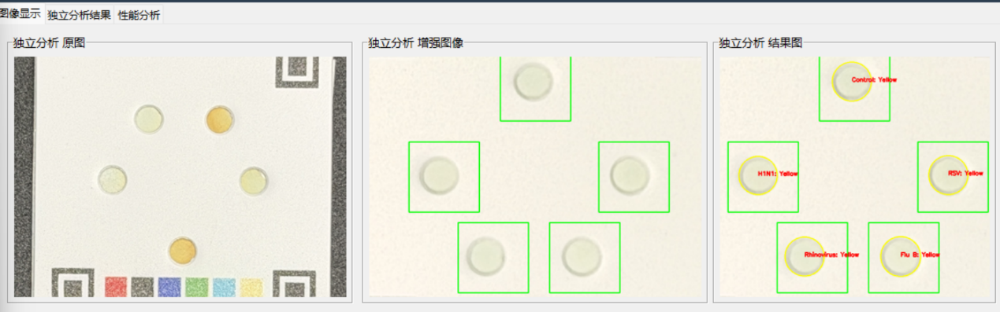 图像显示 独立分析结果 性能分析
独立分析 原图
独立分析 增强图像
独立分析 结果图
Control: Yellow
H1N1: Yellow
RSV: Yellow
Rhinovirus: Yellow
Flu B: Yellow